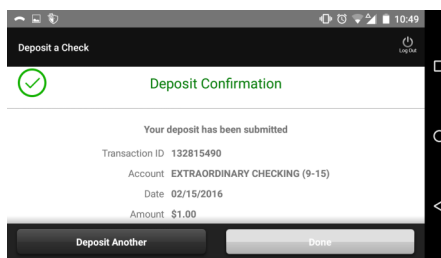 10:49
Deposit a Check
Log Out
Deposit Confirmation
Your deposit has been submitted
Transaction ID 132815490
Account EXTRAORDINARY CHECKING (9-15)
Date 02/15/2016
Amount $1.00
Deposit Another
Done